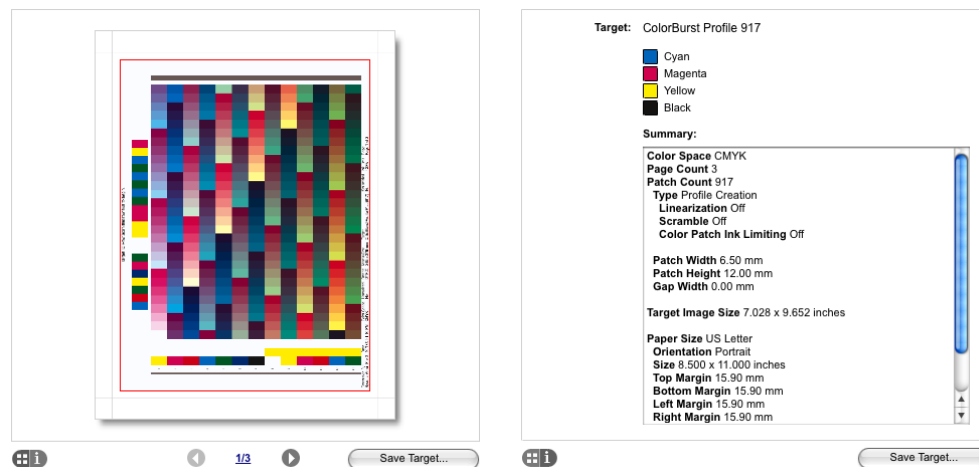 1/3
Save Target...
Target: ColorBurst Profile 917
Cyan
Magenta
Yellow
Black
Summary:
Color Space CMYK
Page Count 3
Patch Count 917
Type Profile Creation
Linearization Off
Scramble Off
Color Patch Ink Limiting Off
Patch Width 6.50 mm
Patch Height 12.00 mm
Gap Width 0.00 mm
Target Image Size 7.028 x 9.652 inches
Paper Size US Letter
Orientation Portrait
Size 8.500 x 11.000 inches
Top Margin 15.90 mm
Bottom Margin 15.90 mm
Left Margin 15.90 mm
Right Margin 15.90 mm
Save Target...